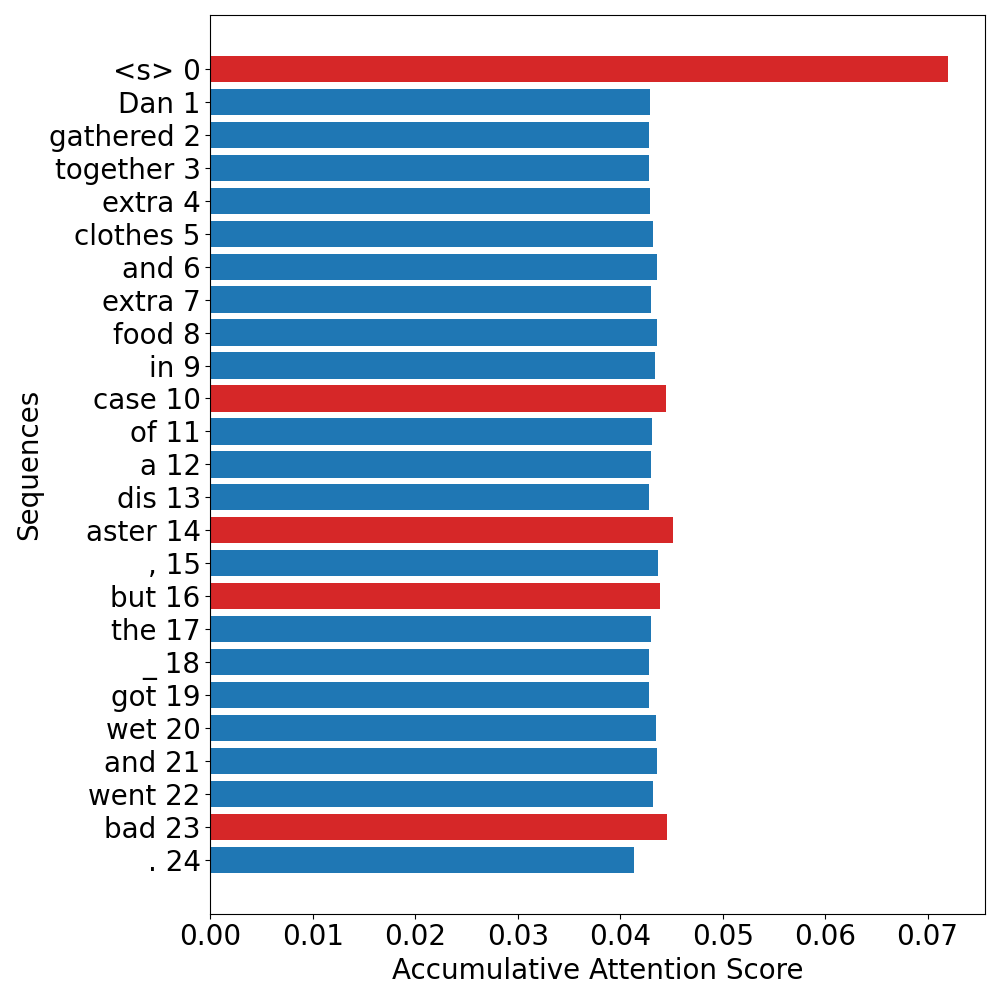 <s> 0
Dan 1
gathered 2
together 3
extra 4
clothes 5
and 6
extra 7
food 8
in 9
case 10
of 11
a 12
dis 13
aster 14
, 15
but 16
the 17
_ 18
got 19
wet 20
and 21
went 22
bad 23
. 24
Sequences
0.00 0.01 0.02 0.03 0.04 0.05 0.06 0.07
Accumulative Attention Score